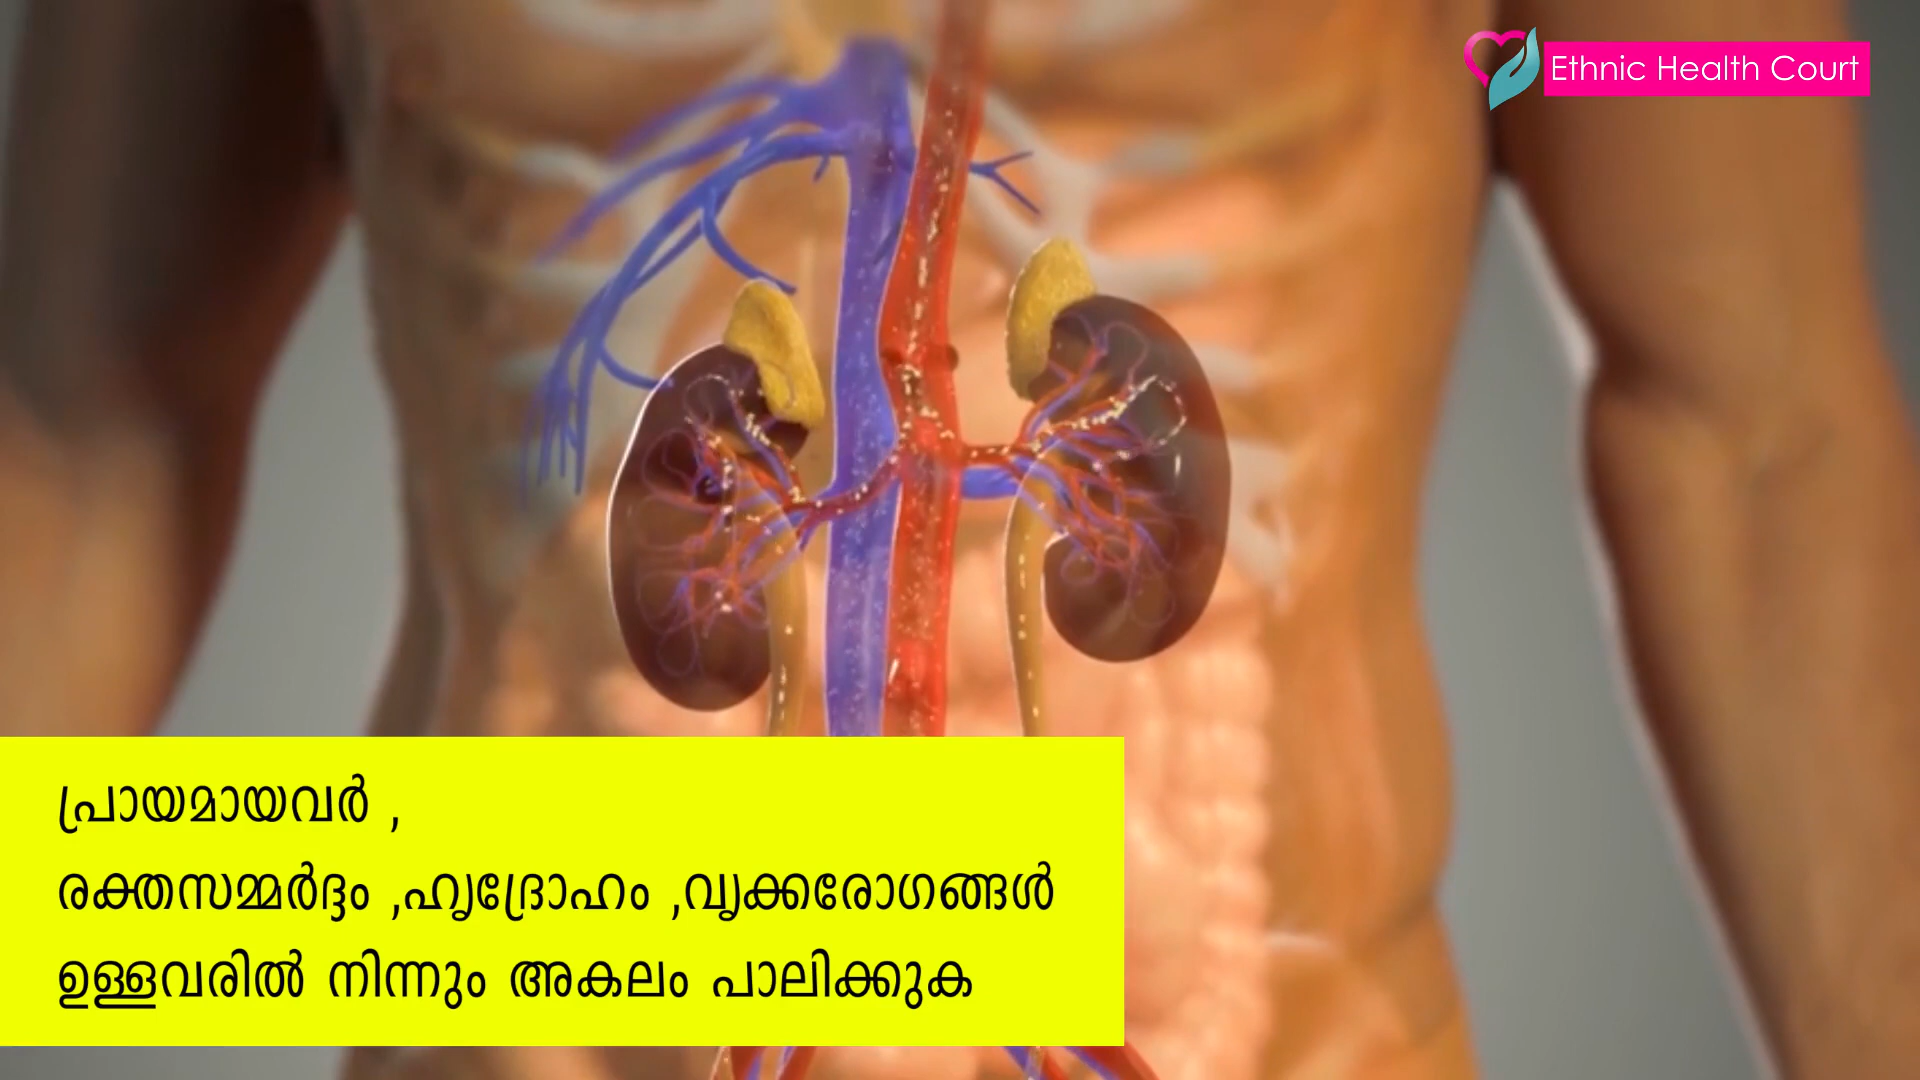 Ethnic Health Court
പ്രായമായവർ ,
രക്തസമ്മർദ്ദം ,ഹൃദ്രോഹം ,വൃക്കരോഗങ്ങൾ
ഉള്ളവരിൽ നിന്നും അകലം പാലിക്കുക